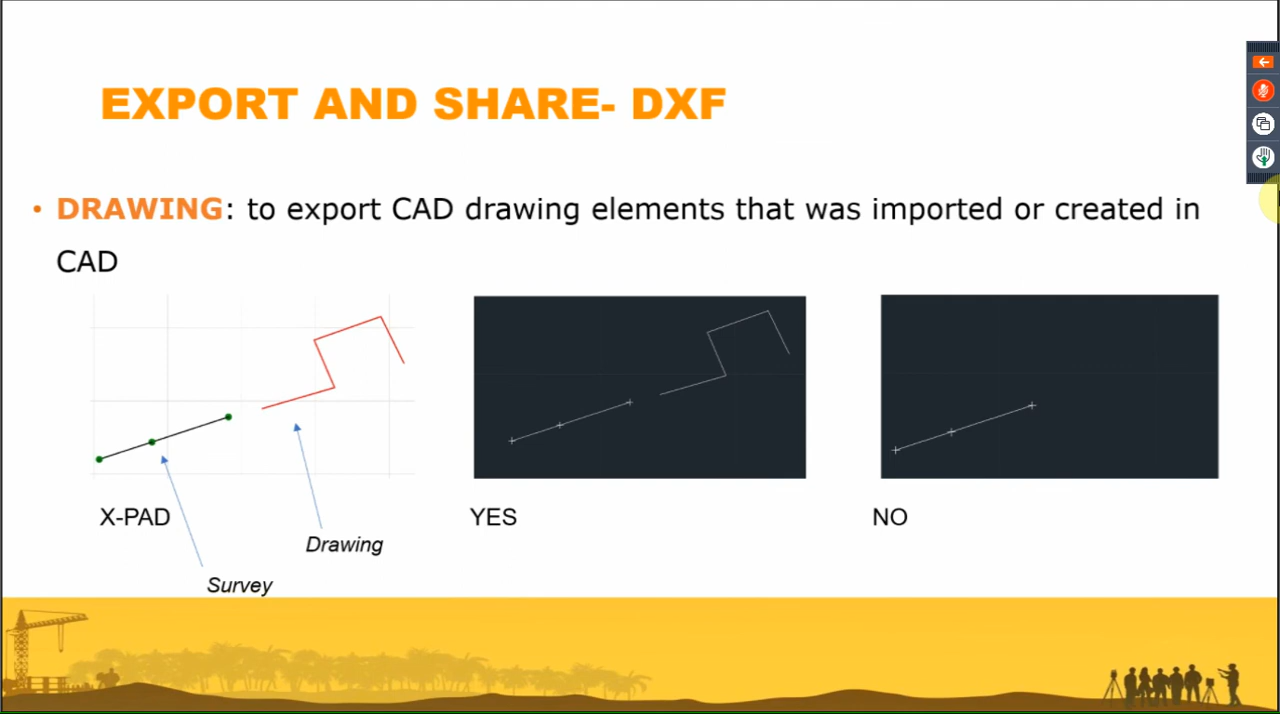 EXPORT AND SHARE- DXF
• DRAWING: to export CAD drawing elements that was imported or created in
CAD
X-PAD
YES
NO
Drawing
Survey